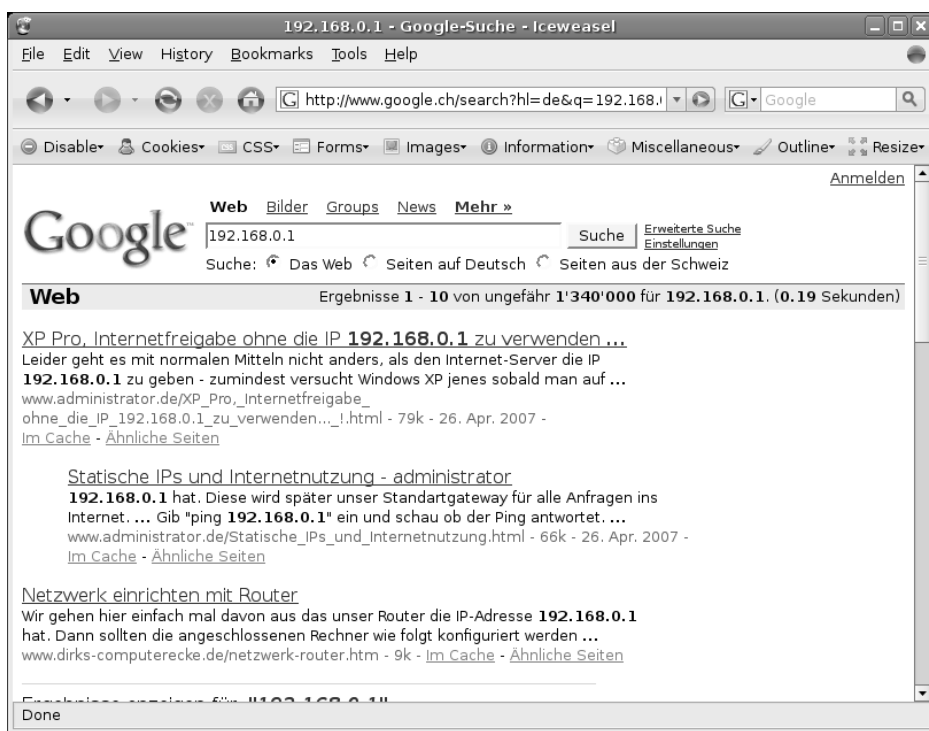 192.168.0.1 - Google-Suche - Iceweasel
File Edit View History Bookmarks Tools Help
http://www.google.ch/search?hl=de&q=192.168. G Google
Disable Cookies CSS Forms Images Information Miscellaneous Outline Resize
Anmelden
Google™
Web Bilder Groups News Mehr »
192.168.0.1 Suche Erweiterte Suche
Einstellungen
Suche: Das Web Seiten auf Deutsch Seiten aus der Schweiz
Web Ergebnisse 1 - 10 von ungefähr 1'340'000 für 192.168.0.1. (0.19 Sekunden)
XP Pro, Internetfreigabe ohne die IP 192.168.0.1 zu verwenden ...
Leider geht es mit normalen Mitteln nicht anders, als den Internet-Server die IP
192.168.0.1 zu geben - zumindest versucht Windows XP jenes sobald man auf ...
www.administrator.de/XP_Pro,_Internetfreigabe_
ohne_die_IP_192.168.0.1_zu_verwenden..._!.html - 79k - 26. Apr. 2007 -
Im Cache - Ähnliche Seiten
Statische IPs und Internetnutzung - administrator
192.168.0.1 hat. Diese wird später unser Standartgateway für alle Anfragen ins
Internet. ... Gib "ping 192.168.0.1" ein und schau ob der Ping antwortet. ...
www.administrator.de/Statische_IPs_und_Internetnutzung.html - 66k - 26. Apr. 2007 -
Im Cache - Ähnliche Seiten
Netzwerk einrichten mit Router
Wir gehen hier einfach mal davon aus das unser Router die IP-Adresse 192.168.0.1
hat. Dann sollten die angeschlossenen Rechner wie folgt konfiguriert werden ...
www.dirks-computerecke.de/netzwerk-router.htm - 9k - Im Cache - Ähnliche Seiten
Ergebnisse anzeigen für "192.168.0.1"
Done